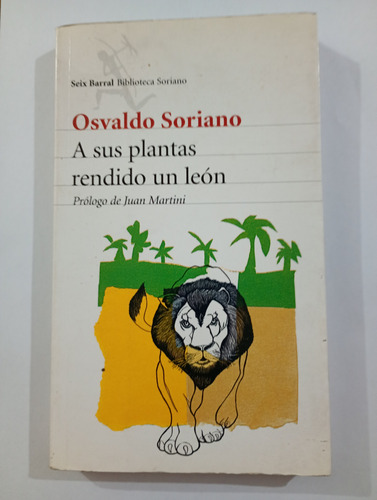 Seix Barral Biblioteca Soriano
Osvaldo Soriano
A sus plantas
rendido un león
Prólogo de Juan Martini